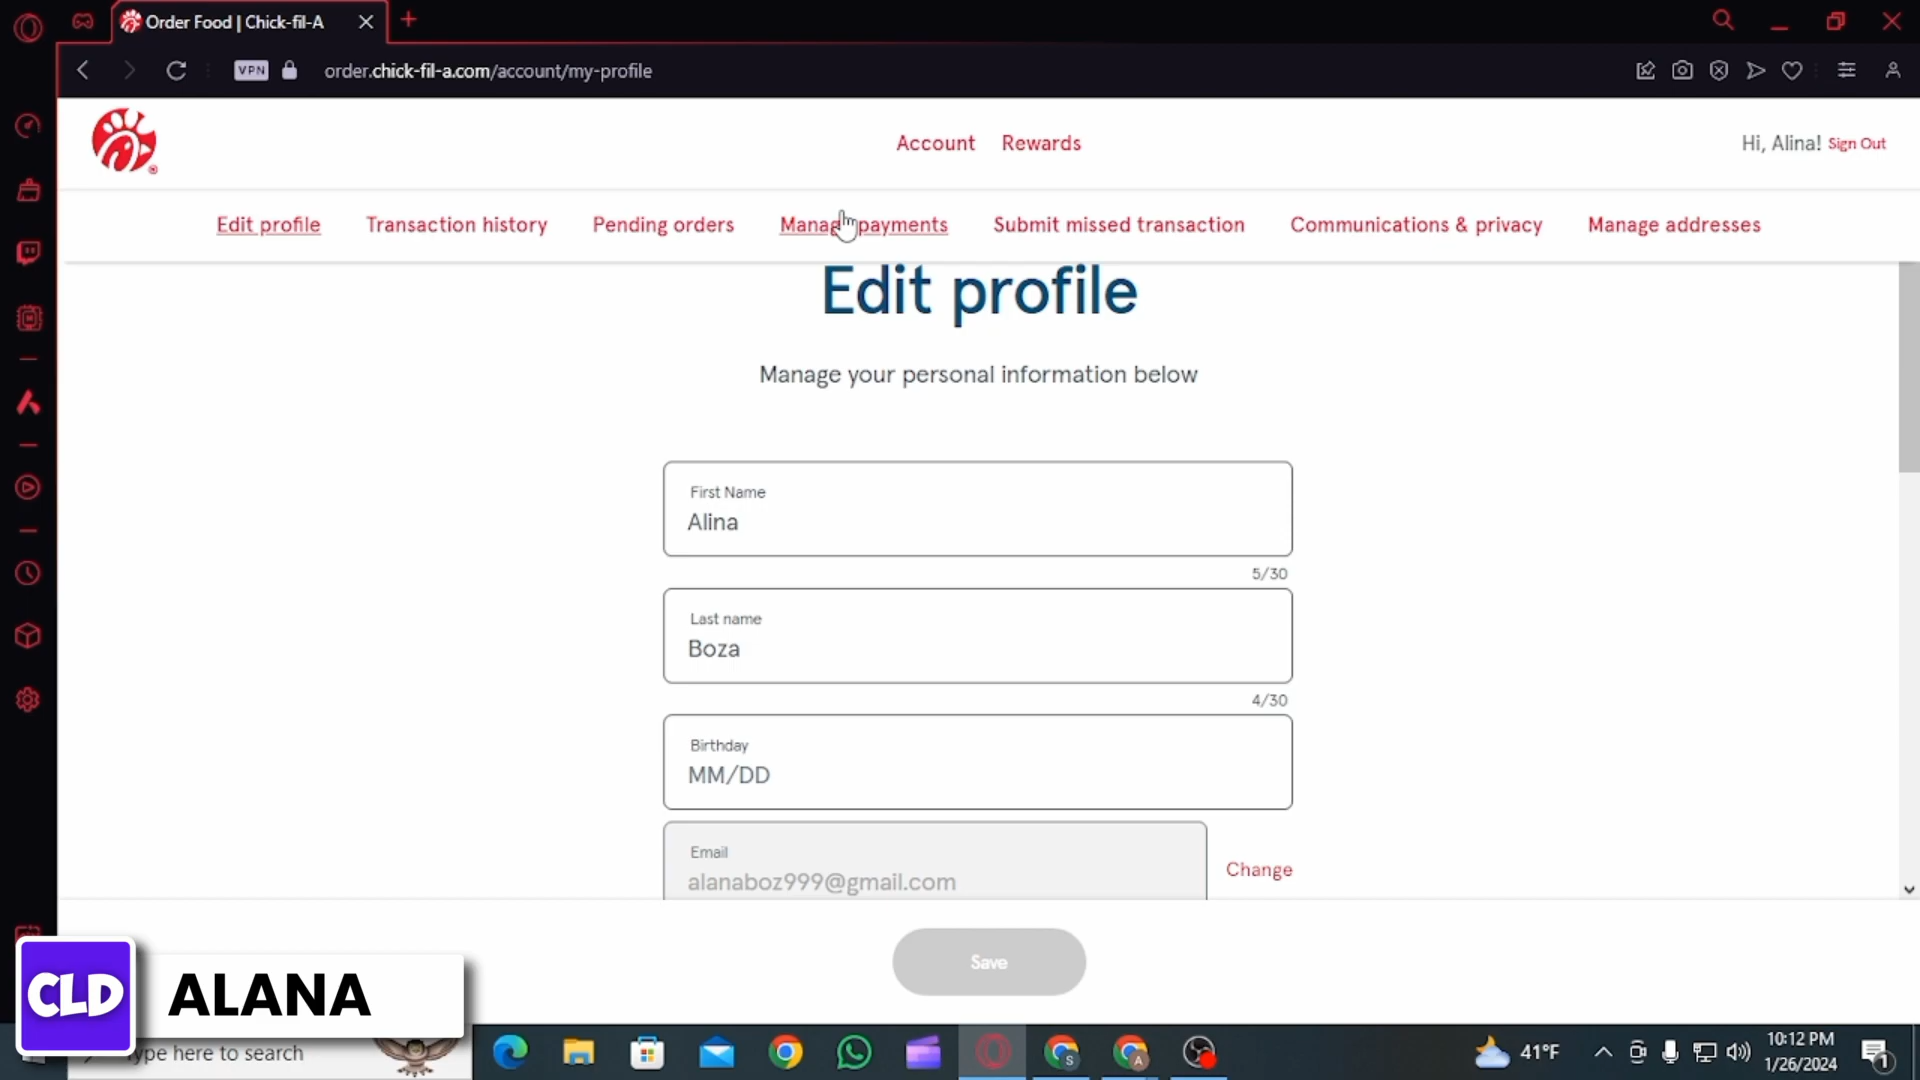 Order Food | Chick-fil-A
VPN
order.chick-fil-a.com/account/my-profile
Account
Rewards
Hi, Alina! Sign Out
Edit profile
Transaction history
Pending orders
Manage payments
Submit missed transaction
Communications & privacy
Manage addresses
Edit profile
Manage your personal information below
First Name
Alina
5/30
Last name
Boza
4/30
Birthday
MM/DD
Email
alanaboz999@gmail.com
Change
Save
CLD
ALANA
Type here to search
S
A
41°F
10:12 PM
1/26/2024
1